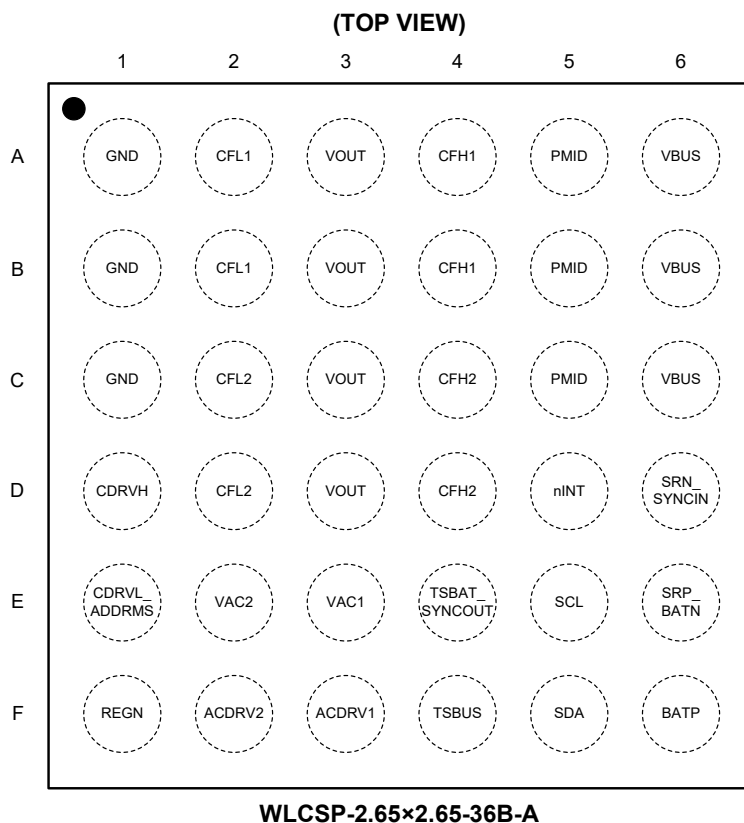 (TOP VIEW)
1 2 3 4 5 6
A GND CFL1 VOUT CFH1 PMID VBUS
B GND CFL1 VOUT CFH1 PMID VBUS
C GND CFL2 VOUT CFH2 PMID VBUS
D CDRVH CFL2 VOUT CFH2 nINT SRN_
SYNCIN
E CDRVL_
ADDRMS VAC2 VAC1 TSBAT_
SYNCOUT SCL SRP_
BATN
F REGN ACDRV2 ACDRV1 TSBUS SDA BATP
WLCSP-2.65×2.65-36B-A